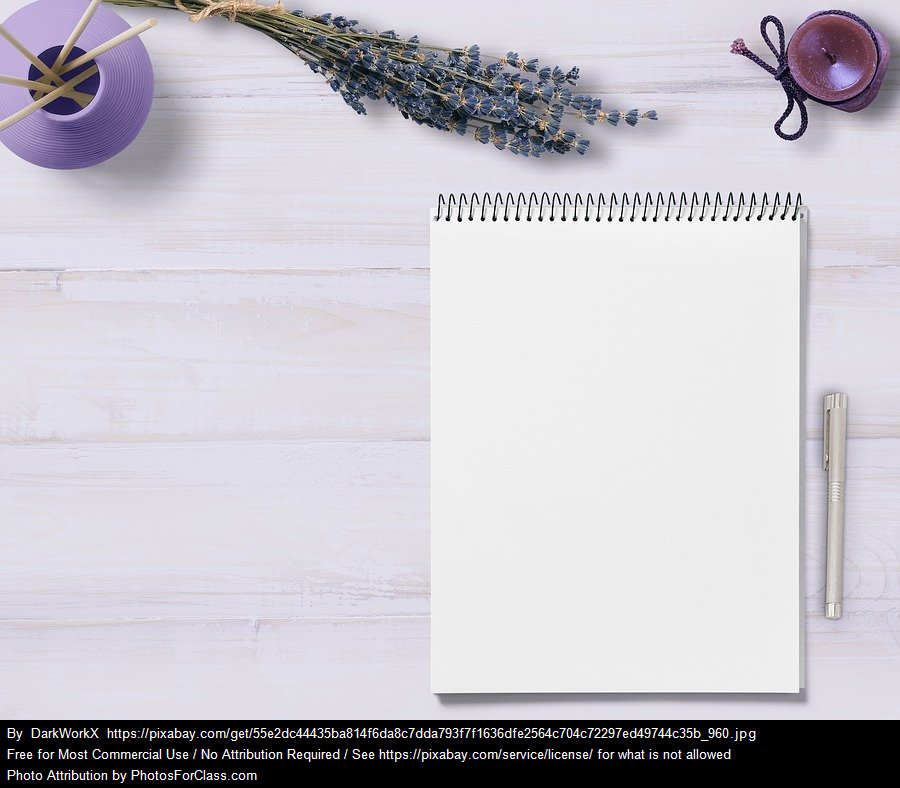 By DarkWorkX https://pixabay.com/get/55e2dc44435ba814f6da8c7dda793f7f1636dfe2564c704c72297ed49744c35b_960.jpg
Free for Most Commercial Use / No Attribution Required / See https://pixabay.com/service/license/ for what is not allowed
Photo Attribution by PhotosForClass.com